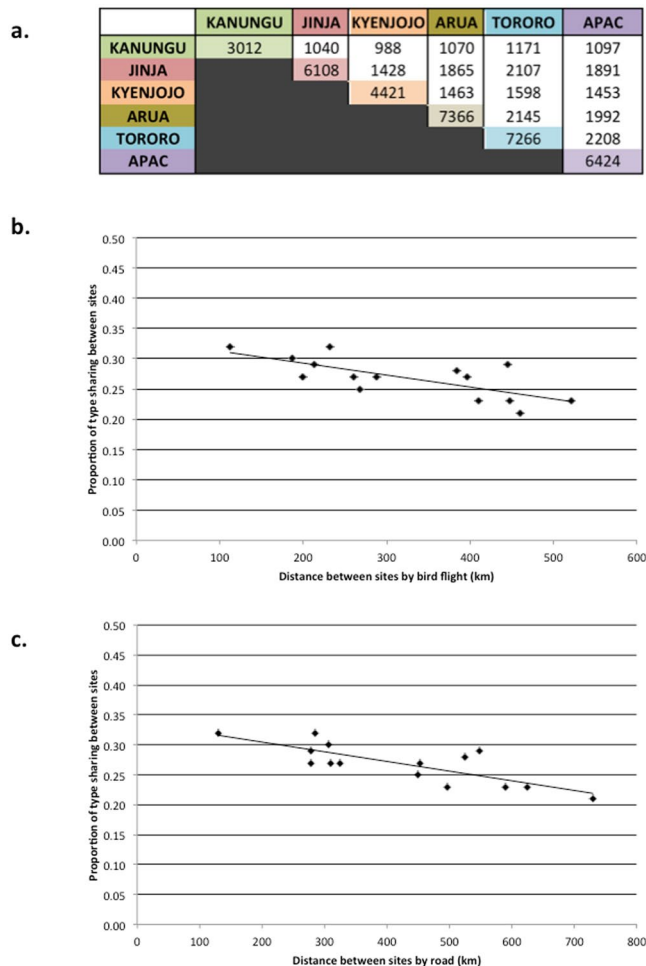 a.
KANUNGU JINJA KYENJOJO ARUA TORORO APAC
KANUNGU 3012 1040 988 1070 1171 1097
JINJA 6108 1428 1865 2107 1891
KYENJOJO 4421 1463 1598 1453
ARUA 7366 2145 1992
TORORO 7266 2208
APAC 6424
b.
Proportion of type sharing between sites
0.50
0.45
0.40
0.35
0.30
0.25
0.20
0.15
0.10
0.05
0.00
0 100 200 300 400 500 600
Distance between sites by bird flight (km)
c.
Proportion of type sharing between sites
0.50
0.45
0.40
0.35
0.30
0.25
0.20
0.15
0.10
0.05
0.00
0 100 200 300 400 500 600 700 800
Distance between sites by road (km)